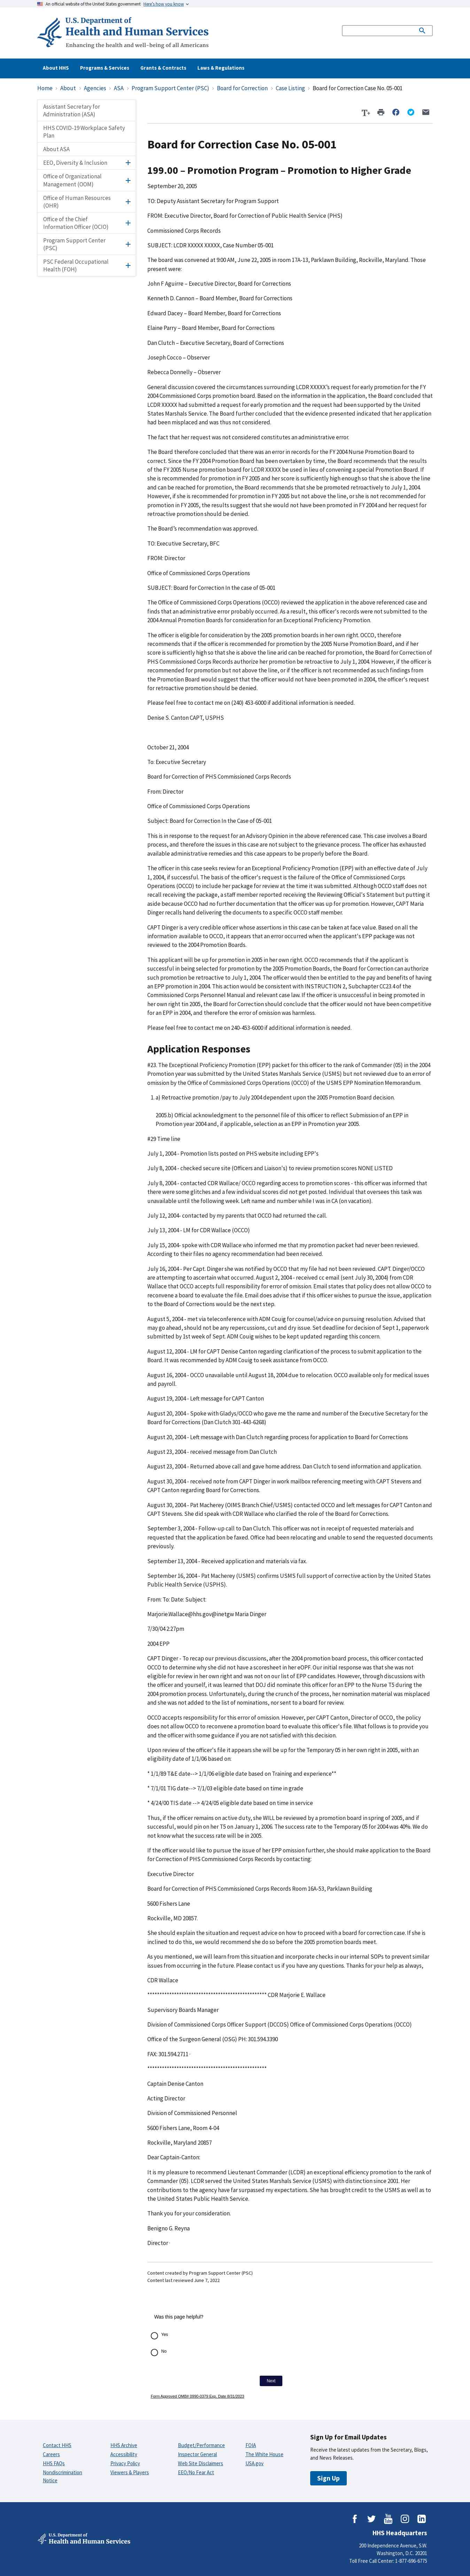 An official website of the United States government Here's how you know
U.S. Department of
Health and Human Services
Enhancing the health and well-being of all Americans
About HHS
Programs & Services
Grants & Contracts
Laws & Regulations
Home › About › Agencies › ASA › Program Support Center (PSC) › Board for Correction › Case Listing › Board for Correction Case No. 05-001
Assistant Secretary for
Administration (ASA)
HHS COVID-19 Workplace Safety
Plan
About ASA
EEO, Diversity & Inclusion
Office of Organizational
Management (OOM)
Office of Human Resources
(OHR)
Office of the Chief
Information Officer (OCIO)
Program Support Center
(PSC)
PSC Federal Occupational
Health (FOH)
Board for Correction Case No. 05-001
199.00 – Promotion Program – Promotion to Higher Grade
September 20, 2005
TO: Deputy Assistant Secretary for Program Support
FROM: Executive Director, Board for Correction of Public Health Service (PHS)
Commissioned Corps Records
SUBJECT: LCDR XXXXX XXXXX, Case Number 05-001
The board was convened at 9:00 AM, June 22, 2005 in room 17A-13, Parklawn Building, Rockville, Maryland. Those
present were:
John F Aguirre – Executive Director, Board for Corrections
Kenneth D. Cannon – Board Member, Board for Corrections
Edward Dacey – Board Member, Board for Corrections
Elaine Parry – Board Member, Board for Corrections
Dan Clutch – Executive Secretary, Board of Corrections
Joseph Cocco – Observer
Rebecca Donnelly – Observer
General discussion covered the circumstances surrounding LCDR XXXXX's request for early promotion for the FY
2004 Commissioned Corps promotion board. Based on the information in the application, the Board concluded that
LCDR XXXXX had submitted a request for early promotion and the request had been misplaced by the United
States Marshals Service. The Board further concluded that the evidence presented indicated that her application
had been misplaced and was thus not considered.
The fact that her request was not considered constitutes an administrative error.
The Board therefore concluded that there was an error in records for the FY 2004 Nurse Promotion Board to
correct. Since the FY 2004 Promotion Board has been overtaken by time, the Board recommended that the results of
the FY 2005 Nurse promotion board for LCDR XXXXX be used in lieu of convening a special promotion Board. If
she is recommended for promotion in FY 2005 and her score is sufficiently high enough so that she is above the cut
line for promotion, the Board recommends that she be promoted retroactively to July 1, 2004.
However, if she is recommended for promotion in FY 2005 but not above the line, or she is not recommended for
promotion in FY 2005, the results suggest that she would not have been promoted in FY 2004 and her request for
retroactive promotion should be denied.
The Board's recommendation was approved.
TO: Executive Secretary, BFC
FROM: Director
Office of Commissioned Corps Operations
SUBJECT: Board for Correction In the case of 05-001
The Office of Commissioned Corps Operations (OCCO) reviewed the application in the above referenced case and
finds that an administrative error probably occurred. As a result, this officer's records were not submitted to the
2004 Annual Promotion Boards for consideration for an Exceptional Proficiency Promotion.
The officer is eligible for consideration by the 2005 promotion boards in her own right. OCCO, therefore
recommends that if the officer is recommended for promotion by the 2005 Nurse Promotion Board, and if her score
is sufficiently high so that she is above the line and can be promoted, the Board for Correction of
PHS Commissioned Corps Records authorize her promotion be retroactive to July 1, 2004. However, if the officer is
recommended for promotion but not above the line, or if the officer is not recommended such results from the
Promotion Board would suggest that the officer would not have been promoted in 2004, the officer's request
for retroactive promotion should be denied.
Please feel free to contact me on (240) 453-6000 if additional information is needed.
Denise S. Canton CAPT, USPHS
October 21, 2004
To: Executive Secretary
Board for Correction of PHS Commissioned Corps Records
From: Director
Office of Commissioned Corps Operations
Subject: Board for Correction In the Case of 05-001
This is in response to the request for an Advisory Opinion in the above referenced case. This case involves a Board
process, and therefore the issues in this case are not subject to the grievance process. The officer has exhausted
available administrative remedies and this case appears to be properly before the Board.
The officer in this case seeks review for an Exceptional Proficiency Promotion (EPP) with an effective date of July
1, 2004, if successful. The basis of the officer's request is the failure of the Office of Commissioned Corps
Operations (OCCO) to include her package for review at the time it was submitted. Although OCCO staff does not
recall receiving the package, a staff member reported receiving the Reviewing Official's Statement pertinent to this
case because OCCO had no further documentation that the officer was up for promotion. However, CAPT Maria
Dinger recalls hand delivering the documents to a specific OCCO staff member.
CAPT Dinger is a very credible officer whose assertions in this case can be taken at face value. Based on all the
information available to OCCO, it appears that an error occurred when this officer's EPP package was not
reviewed to the 2004 Promotion Boards.
This applicant will be up for promotion in 2005 in her own right. OCCO recommends that if the applicant is
successful in being selected for promotion by the 2005 Promotion Boards, the Board for Correction can authorize
such promotion be retroactive to July 1, 2004. The officer would then be entitled to the pay and benefits of having
an EPP promotion in 2004. This action would be consistent with INSTRUCTION 2, Subchapter CC23.4 of the
Commissioned Corps Personnel Manual and relevant case law. If the officer is successful in being promoted in her
own right in 2005, the Board for Correction should conclude that the officer would not have been competitive
for an EPP in 2004, and therefore the error committed was harmless.
Please feel free to contact me on 240-453-6000 if additional information is needed.
Application Responses
#23. The Exceptional Proficiency Promotion (EPP) packet for the rank of Commander (05) in the 2004
Promotion year was submitted by the United States Marshals Service (USMS) but not reviewed due to an error of
omission by the Office of Commissioned Corps Operations (OCCO) of the USMS EPP Nomination Memorandum.
1. a) Retroactive promotion /pay to July 2004 dependent upon the 2005 Promotion Board decision.
2005.b) Official acknowledgment to the personnel file of this officer to reflect Submission of an EPP in
Promotion year 2004 and, if applicable, selection as an EPP in Promotion year 2005.
#29 Time line
July 1, 2004 - Promotion lists posted on PHS website including EPP's
July 8, 2004 - checked secure site (Officers and Liaison's) to review promotion scores NONE LISTED
July 8, 2004 - contacted CDR Wallace/ OCCO regarding access to promotion scores - this officer was informed that
there were some glitches and a few individual scores did not get posted. Individual that oversees this task was
unavailable until the following week. Left name and number while I was in CA (on vacation).
July 12, 2004- contacted by my parents that OCCO had returned the call.
July 13, 2004 - LM for CDR Wallace (OCCO)
July 15, 2004- spoke with CDR Wallace who informed me that my promotion packet had never been reviewed.
According to their files no agency recommendation had been received.
July 16, 2004 - Per Capt. Dinger she was notified by OCCO that my file had not been reviewed. CAPT. Dinger/OCCO
are attempting to ascertain what occurred. August 2, 2004 - received cc email (sent July 30, 2004) from CDR
Wallace that OCCO accepts full responsibility for error of omission. Email states that policy does not allow OCCO to
reconvene a board to evaluate the file. Email does advise that if this officer wishes to pursue the matter, the Board
for the Board of Corrections would be the next step.
August 5, 2004 - met via teleconference with ADM Couig for counsel/advice on pursuing resolution. Advised that I
may go ahead, should not be any repercussions, cut and dry issue. Set deadline for decision of Sept 1, paperwork
submitted by 1st week of Sept. ADM Couig wishes to be kept updated regarding this concern.
August 12, 2004 - LM for CAPT Denise Canton regarding clarification of the process to submit application to the
Board. It was recommended by ADM Couig to seek assistance from OCCO.
August 16, 2004 - OCCO unavailable until August 18, 2004 due to relocation. OCCO available only for medical issues
and payroll.
August 19, 2004 - Left message for CAPT Canton
August 20, 2004 - Spoke with Gladys/OCCO who gave me the name and number of the Executive Secretary for the
Board for Corrections (Dan Clutch 301-443-6268)
August 20, 2004 - Left message with Dan Clutch regarding process for application to Board for Corrections
August 23, 2004 - received message from Dan Clutch
August 23, 2004 - Returned above call and gave home address. Dan Clutch to send information and application.
August 30, 2004 - received note from CAPT Dinger in work mailbox referencing meeting with CAPT Stevens and
CAPT Canton regarding Board for Corrections.
August 30, 2004 - Pat Macherey (OIMS Branch Chief/USMS) contacted OCCO and left messages for CAPT Canton and
CAPT Stevens. She did speak with CDR Wallace who clarified the role of the Board for Corrections.
September 3, 2004 - Follow-up call to Dan Clutch. This officer was not in receipt of requested materials and
requested that the application be faxed. Office had been relocating and is unable to send the requested documents
previously.
September 13, 2004 - Received application and materials via fax.
September 16, 2004 - Pat Macherey (USMS) confirms USMS full support of corrective action by the United States
Public Health Service (USPHS).
From: To: Date: Subject:
Marjorie.Wallace@hhs.gov@inetgw Maria Dinger
7/30/04 2:27pm
2004 EPP
CAPT Dinger - To recap our previous discussions, after the 2004 promotion board process, this officer contacted
OCCO to determine why she did not have a scoresheet in her eOPF. Our initial response was that she was not
eligible for review in her own right and was not on our list of EPP candidates. However, through discussions with
the officer and yourself, it was learned that DOJ did nominate this officer for an EPP to the Nurse T5 during the
2004 promotion process. Unfortunately, during the crunch of the process, her nomination material was misplaced
and she was not added to the list of nominations, nor sent to a board for review.
OCCO accepts responsibility for this error of omission. However, per CAPT Canton, Director of OCCO, the policy
does not allow OCCO to reconvene a promotion board to evaluate this officer's file. What follows is to provide you
and the officer with some guidance if you are not satisfied with this decision.
Upon review of the officer's file it appears she will be up for the Temporary 05 in her own right in 2005, with an
eligibility date of 1/1/06 based on:
* 1/1/89 T&E date--> 1/1/06 eligible date based on Training and experience**
* 7/1/01 TIG date--> 7/1/03 eligible date based on time in grade
* 4/24/00 TIS date --> 4/24/05 eligible date based on time in service
Thus, if the officer remains on active duty, she WILL be reviewed by a promotion board in spring of 2005, and if
successful, would pin on her T5 on January 1, 2006. The success rate to the Temporary 05 for 2004 was 40%. We do
not know what the success rate will be in 2005.
If the officer would like to pursue the issue of her EPP omission further, she should make application to the Board
for Correction of PHS Commissioned Corps Records by contacting:
Executive Director
Board for Correction of PHS Commissioned Corps Records Room 16A-53, Parklawn Building
5600 Fishers Lane
Rockville, MD 20857.
She should explain the situation and request advice on how to proceed with a board for correction case. If she is
inclined to do this, we would recommend she do so before the 2005 promotion boards meet.
As you mentioned, we will learn from this situation and incorporate checks in our internal SOPs to prevent similar
issues from occurring in the future. Please contact us if you have any questions. Thanks for your help as always,
CDR Wallace
************************************************** CDR Marjorie E. Wallace
Supervisory Boards Manager
Division of Commissioned Corps Officer Support (DCCOS) Office of Commissioned Corps Operations (OCCO)
Office of the Surgeon General (OSG) PH: 301.594.3390
FAX: 301.594.2711
**************************************************
Captain Denise Canton
Acting Director
Division of Commissioned Personnel
5600 Fishers Lane, Room 4-04
Rockville, Maryland 20857
Dear Captain-Canton:
It is my pleasure to recommend Lieutenant Commander (LCDR) an exceptional efficiency promotion to the rank of
Commander (05). LCDR served the United States Marshals Service (USMS) with distinction since 2001. Her
contributions to the agency have far surpassed my expectations. She has brought credit to the USMS as well as to
the United States Public Health Service.
Thank you for your consideration.
Benigno G. Reyna
Director
Content created by Program Support Center (PSC)
Content last reviewed June 7, 2022
Was this page helpful?
Yes
No
Next
Form Approved OMB# 0990-0379 Exp. Date 8/31/2023
Contact HHS
Careers
HHS FAQs
Nondiscrimination
Notice
HHS Archive
Accessibility
Privacy Policy
Viewers & Players
Budget/Performance
Inspector General
Web Site Disclaimers
EEO/No Fear Act
FOIA
The White House
USA.gov
Sign Up for Email Updates
Receive the latest updates from the Secretary, Blogs,
and News Releases.
Sign Up
U.S. Department of
Health and Human Services
HHS Headquarters
200 Independence Avenue, S.W.
Washington, D.C. 20201
Toll Free Call Center: 1-877-696-6775